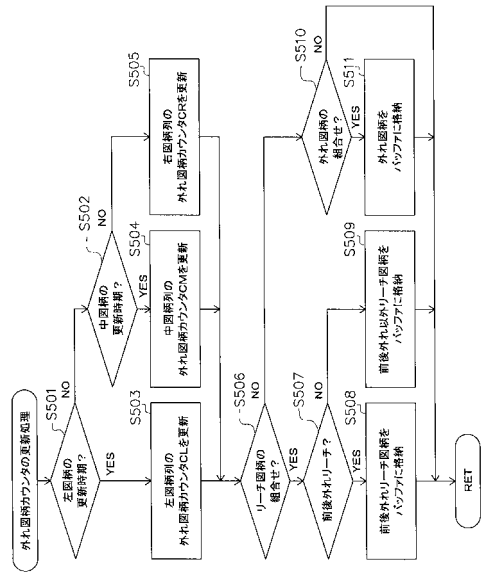 外れ図柄カウンタの更新処理
S501
左図柄の
更新時期?
NO
YES
S502
中図柄の
更新時期?
NO
YES
S503
左図柄列の
外れ図柄カウンタCLを更新
S504
中図柄列の
外れ図柄カウンタCMを更新
S505
右図柄列の
外れ図柄カウンタCRを更新
S506
リーチ図柄の
組合せ?
NO
YES
S507
前後外れリーチ?
NO
YES
S508
前後外れリーチ図柄を
バッファに格納
S509
前後外れ以外リーチ図柄を
バッファに格納
S510
外れ図柄の
組合せ?
NO
YES
S511
外れ図柄を
バッファに格納
RET